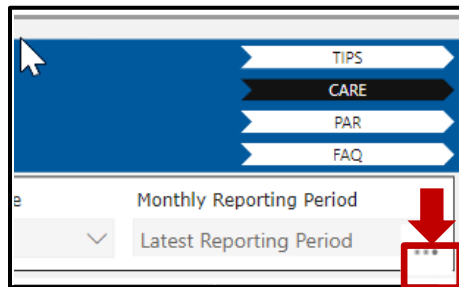 TIPS
CARE
PAR
FAQ
e Monthly Reporting Period
Latest Reporting Period ...